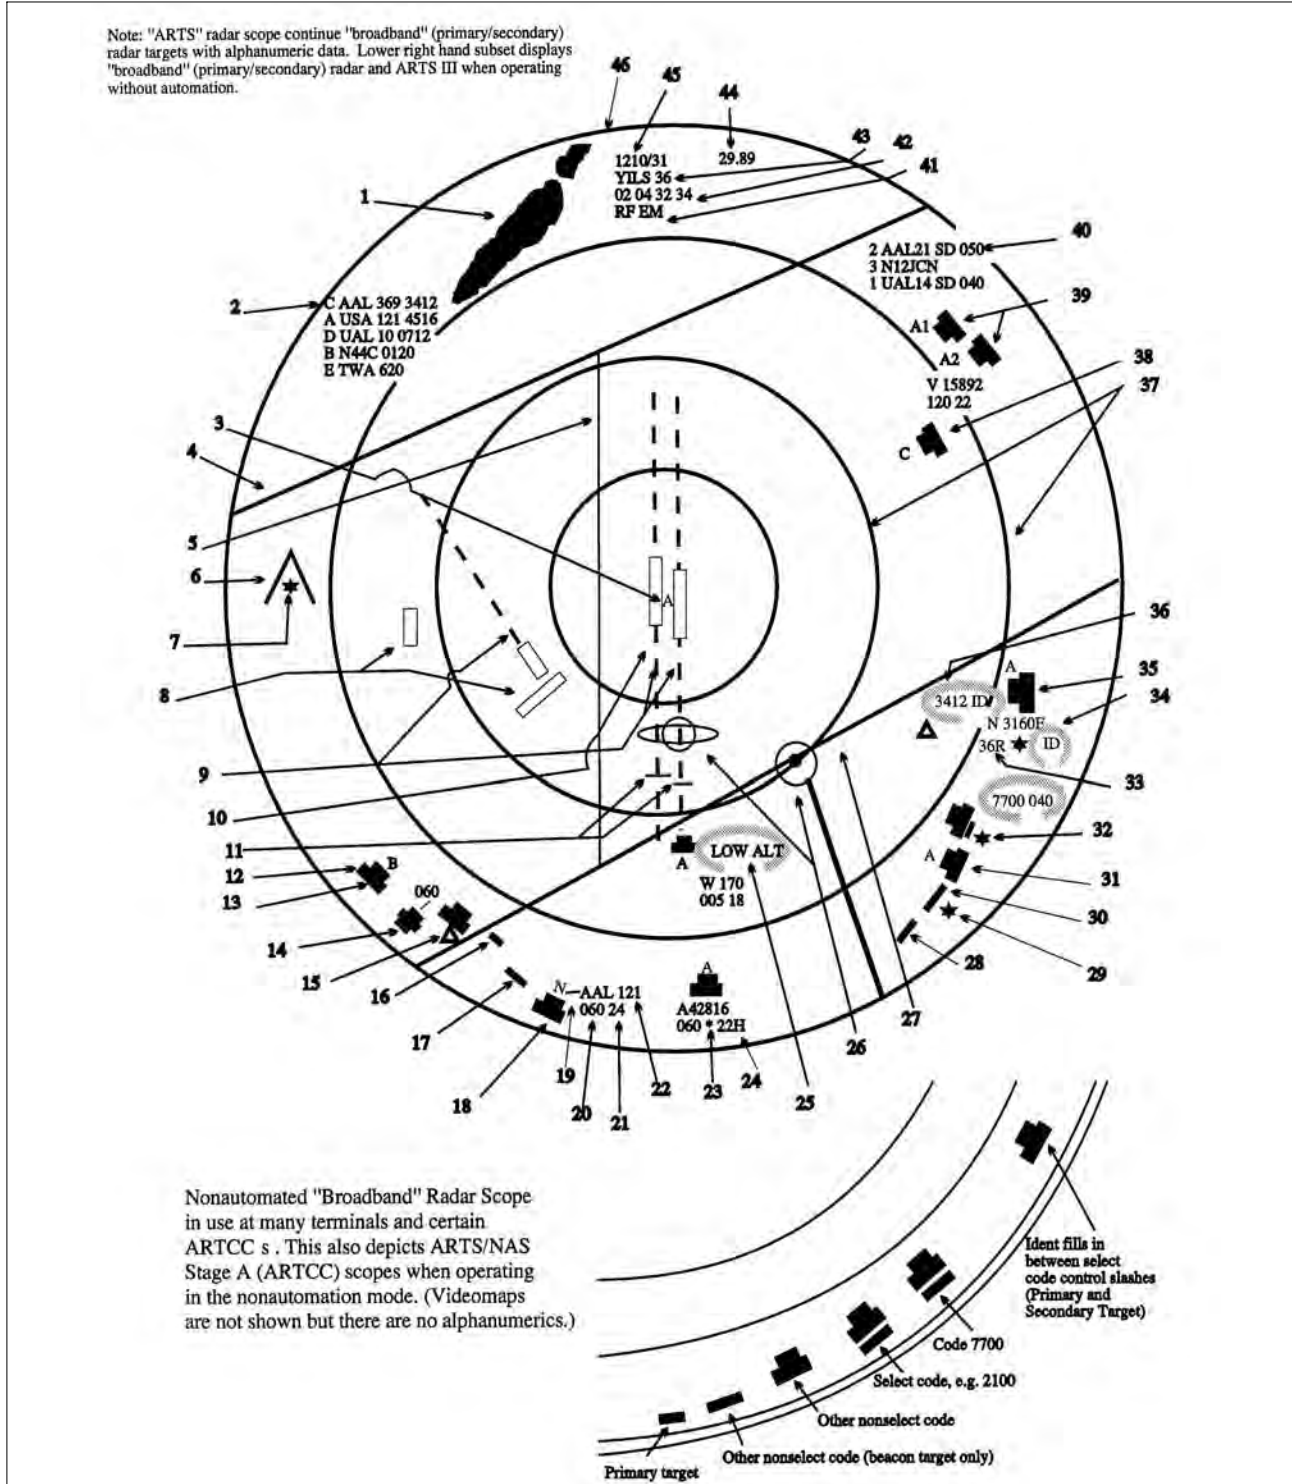 Note: "ARTS" radar scope continue "broadband" (primary/secondary)
radar targets with alphanumeric data. Lower right hand subset displays
"broadband" (primary/secondary) radar and ARTS III when operating
without automation.
46
45
44
43
42
41
1210/31
29.89
YILS 36
02 04 32 34
RF EM
1
40
2 AAL21 SD 050
3 N12JCN
1 UAL14 SD 040
2
C AAL 369 3412
A USA 121 4516
D UAL 10 0712
B N44C 0120
E TWA 620
39
A1
A2
38
V 15892
120 22
37
3
4
C
5
6
A
36
7
A
35
8
3412 ID
34
N 3160F
36R
ID
33
9
7700 040
10
32
11
LOW ALT
A
A
31
12
B
W 170
005 18
13
060
30
14
28
29
15
16
A
27
N
AAL 121
060 24
A42816
060 * 22H
26
17
18
19
20
21
22
23
24
25
Nonautomated "Broadband" Radar Scope
in use at many terminals and certain
ARTCC s . This also depicts ARTS/NAS
Stage A (ARTCC) scopes when operating
in the nonautomation mode. (Videomaps
are not shown but there are no alphanumerics.)
Ident fills in
between select
code control slashes
(Primary and
Secondary Target)
Code 7700
Select code, e.g. 2100
Other nonselect code
Other nonselect code (beacon target only)
Primary target